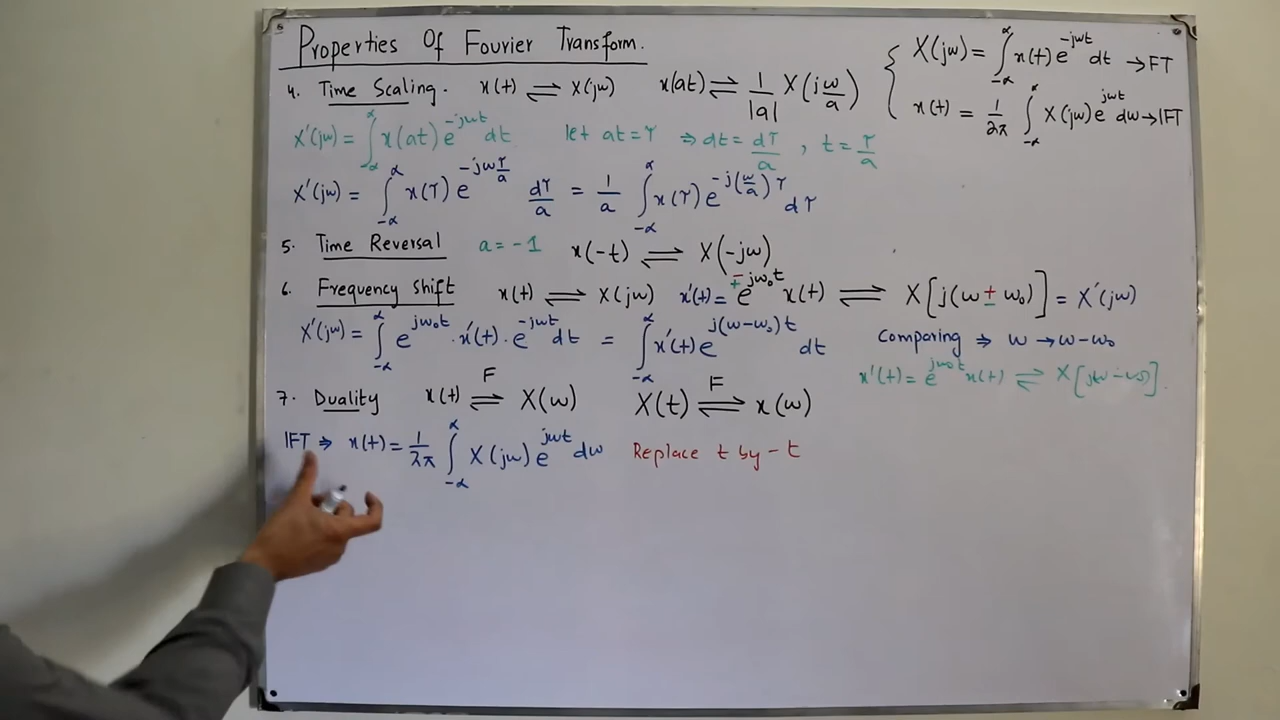 Properties Of Fourier Transform.
X(jω) = ∫_{-∝}^{∝} x(t) e^{-jωt} dt → FT
x(t) = 1/2π ∫_{-∝}^{∝} X(jω) e^{jωt} dω → IFT
4. Time Scaling. x(t) ⇌ X(jω) x(at) ⇌ 1/|a| X(jω/a)
X'(jω) = ∫_{-∝}^{∝} x(at) e^{-jωt} dt let at = τ ⇒ dt = dτ/a , t = τ/a
X'(jω) = ∫_{-∝}^{∝} x(τ) e^{-jω τ/a} dτ/a = 1/a ∫_{-∝}^{∝} x(τ) e^{-j(ω/a)τ} dτ
5. Time Reversal a = -1 x(-t) ⇌ X(-jω)
6. Frequency Shift x(t) ⇌ X(jω) x'(t) = e^{∓jω₀t} x(t) ⇌ X[j(ω ± ω₀)] = X'(jω)
X'(jω) = ∫_{-∝}^{∝} e^{jω₀t} . x'(t) . e^{-jωt} dt = ∫_{-∝}^{∝} x'(t) e^{j(ω-ω₀)t} dt Comparing ⇒ ω → ω-ω₀
x'(t) = e^{jω₀t} x(t) ⇌ X[j(ω-ω₀)].
7. Duality x(t) ⇌^{F} X(ω) X(t) ⇌^{F} x(ω)
IFT ⇒ x(t) = 1/2π ∫_{-∝}^{∝} X(jω) e^{jωt} dω Replace t by - t